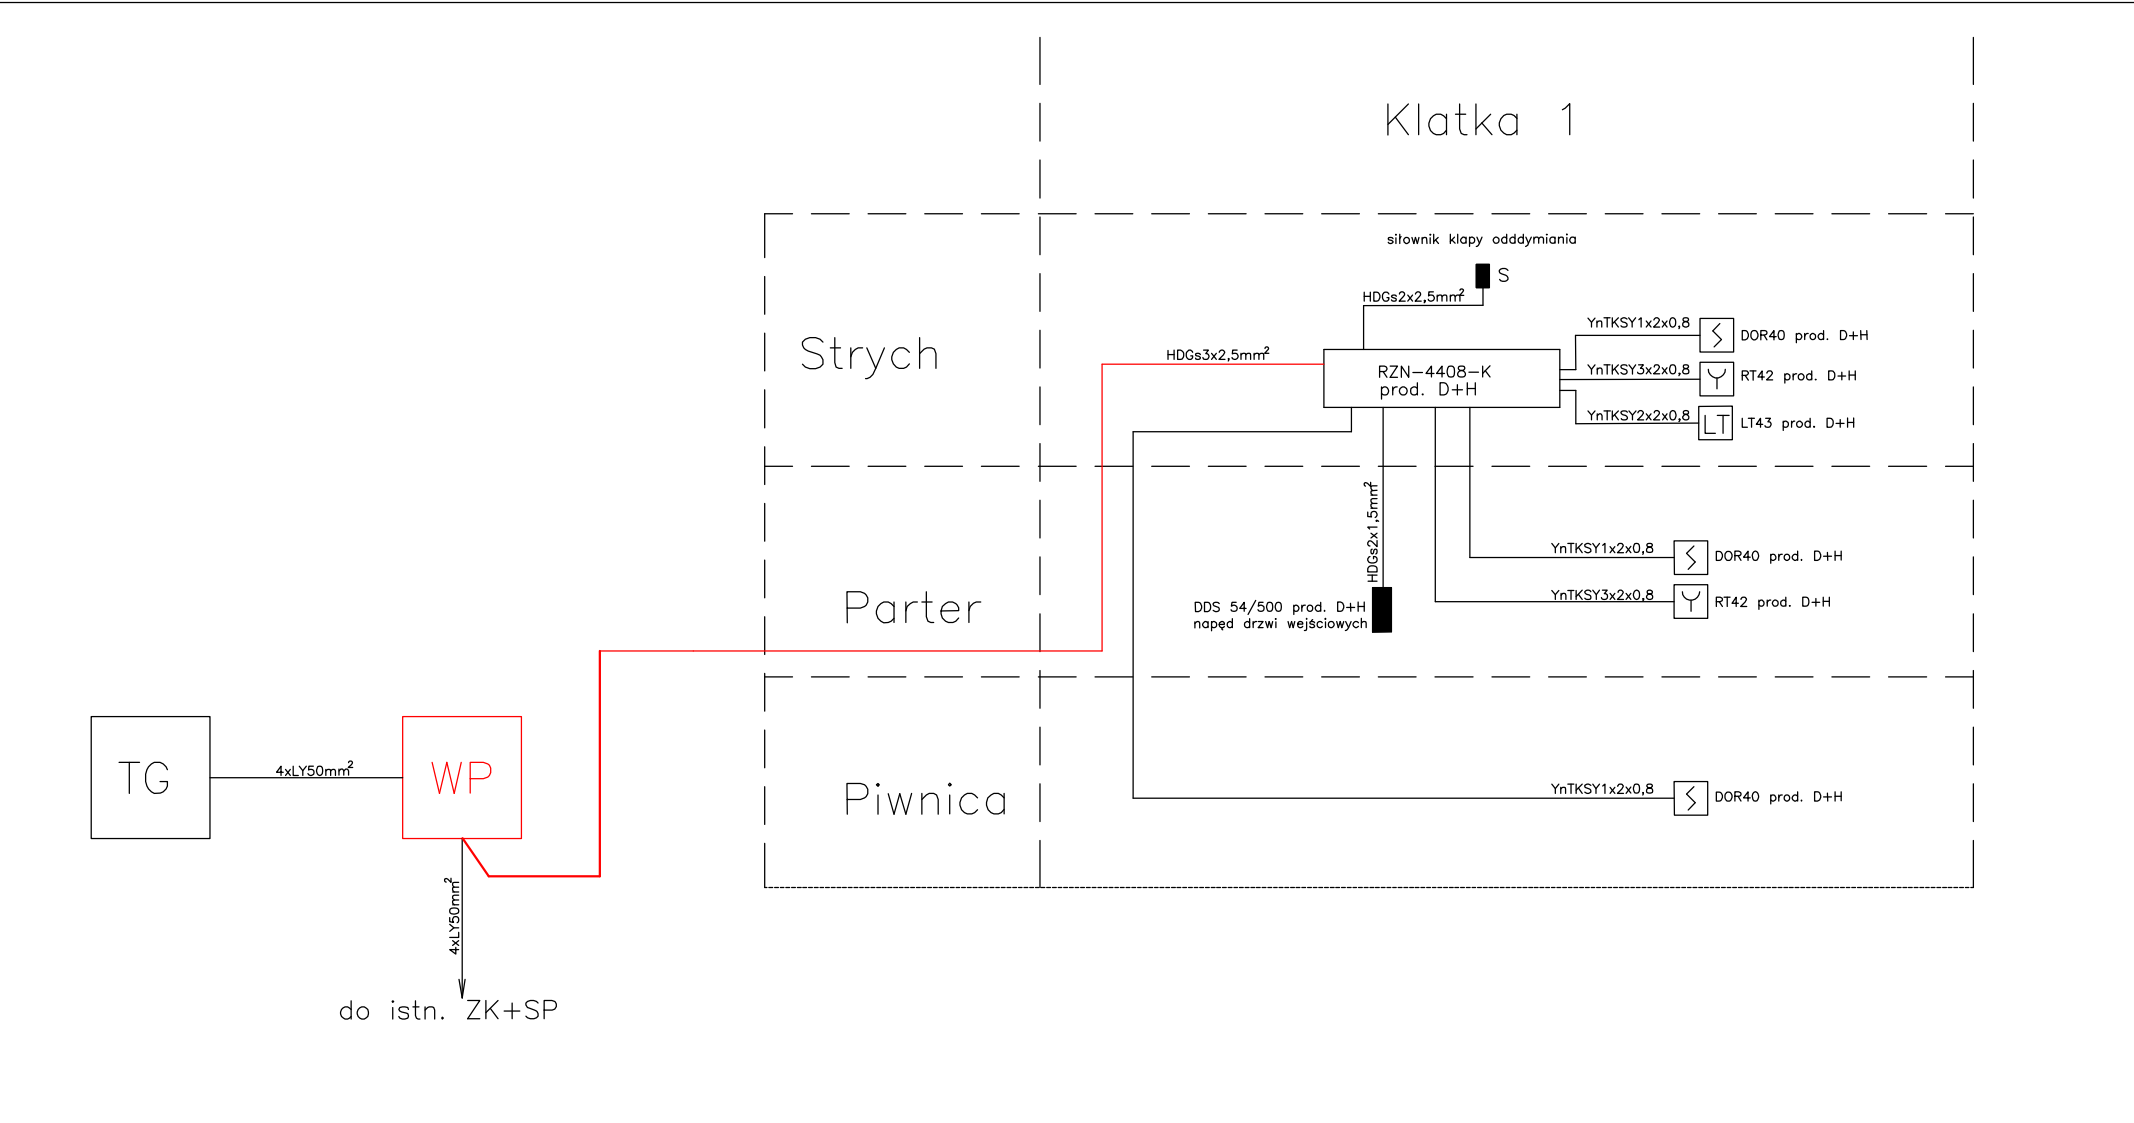 Klatka 1
siłownik klapy odddymiania
S
HDGs2x2,5mm²
YnTKSY1x2x0,8
DOR40 prod. D+H
Strych
HDGs3x2,5mm²
RZN-4408-K
prod. D+H
YnTKSY3x2x0,8
RT42 prod. D+H
YnTKSY2x2x0,8
LT
LT43 prod. D+H
HDGs2x1,5mm²
YnTKSY1x2x0,8
DOR40 prod. D+H
Parter
DDS 54/500 prod. D+H
napęd drzwi wejściowych
YnTKSY3x2x0,8
RT42 prod. D+H
TG
4xLY50mm²
WP
Piwnica
YnTKSY1x2x0,8
DOR40 prod. D+H
4xLY50mm²
do istn. ZK+SP